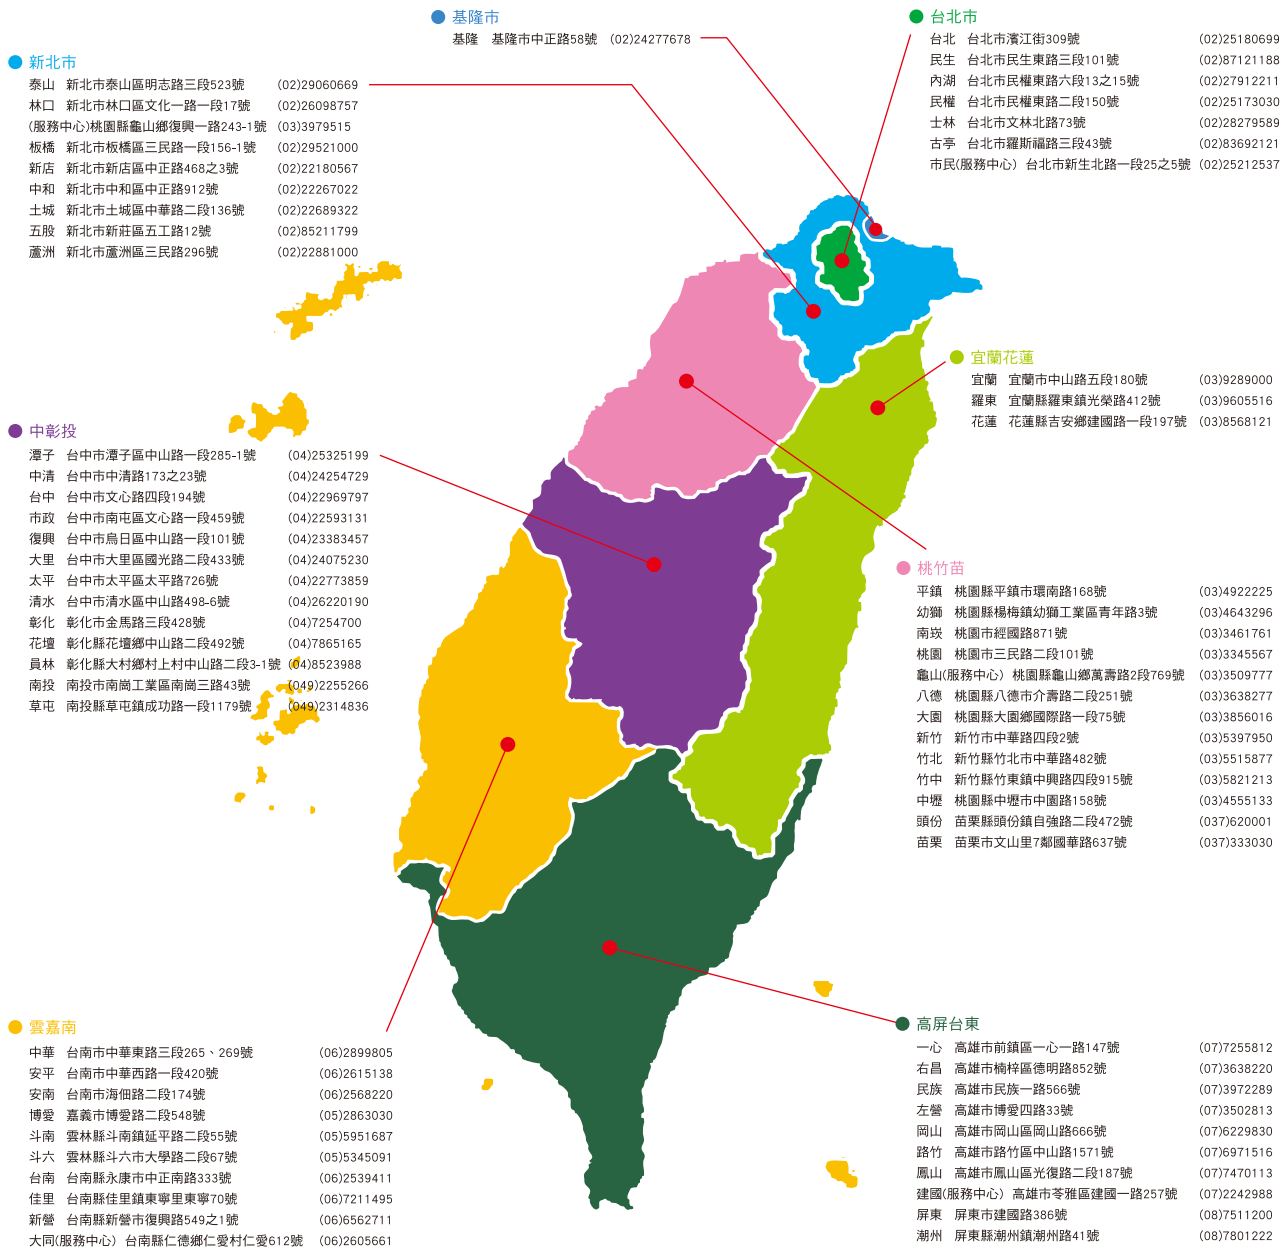 基隆市
基隆 基隆市中正路58號 (02)24277678
台北市
台北 台北市濱江街309號 (02)25180699
民生 台北市民生東路三段101號 (02)87121188
內湖 台北市民權東路六段13之15號 (02)27912211
民權 台北市民權東路二段150號 (02)25173030
士林 台北市文林北路73號 (02)28279589
古亭 台北市羅斯福路三段43號 (02)83692121
市民(服務中心) 台北市新生北路一段25之5號 (02)25212537
新北市
泰山 新北市泰山區明志路三段523號 (02)29060669
林口 新北市林口區文化一路一段17號 (02)26098757
(服務中心)桃園縣龜山鄉復興一路243-1號 (03)3979515
板橋 新北市板橋區三民路一段156-1號 (02)29521000
新店 新北市新店區中正路468之3號 (02)22180567
中和 新北市中和區中正路912號 (02)22267022
土城 新北市土城區中華路二段136號 (02)22689322
五股 新北市新莊區五工路12號 (02)85211799
蘆洲 新北市蘆洲區三民路296號 (02)22881000
宜蘭花蓮
宜蘭 宜蘭市中山路五段180號 (03)9289000
羅東 宜蘭縣羅東鎮光榮路412號 (03)9605516
花蓮 花蓮縣吉安鄉建國路一段197號 (03)8568121
中彰投
潭子 台中市潭子區中山路一段285-1號 (04)25325199
中清 台中市中清路173之23號 (04)24254729
台中 台中市文心路四段194號 (04)22969797
市政 台中市南屯區文心路一段459號 (04)22593131
復興 台中市烏日區中山路一段101號 (04)23383457
大里 台中市大里區國光路二段433號 (04)24075230
太平 台中市太平區太平路726號 (04)22773859
清水 台中市清水區中山路498-6號 (04)26220190
彰化 彰化市金馬路三段428號 (04)7254700
花壇 彰化縣花壇鄉中山路二段492號 (04)7865165
員林 彰化縣大村鄉村上村中山路二段3-1號 (04)8523988
南投 南投市南崗工業區南崗三路43號 (049)2255266
草屯 南投縣草屯鎮成功路一段1179號 (049)2314836
桃竹苗
平鎮 桃園縣平鎮市環南路168號 (03)4922225
幼獅 桃園縣楊梅鎮幼獅工業區青年路3號 (03)4643296
南崁 桃園市經國路871號 (03)3461761
桃園 桃園市三民路二段101號 (03)3345567
龜山(服務中心) 桃園縣龜山鄉萬壽路2段769號 (03)3509777
八德 桃園縣八德市介壽路二段251號 (03)3638277
大園 桃園縣大園鄉國際路一段75號 (03)3856016
新竹 新竹市中華路四段2號 (03)5397950
竹北 新竹縣竹北市中華路482號 (03)5515877
竹中 新竹縣竹東鎮中興路四段915號 (03)5821213
中壢 桃園縣中壢市中園路158號 (03)4555133
頭份 苗栗縣頭份鎮自強路二段472號 (037)620001
苗栗 苗栗市文山里7鄰國華路637號 (037)333030
雲嘉南
中華 台南市中華東路三段265、269號 (06)2899805
安平 台南市中華西路一段420號 (06)2615138
安南 台南市海佃路二段174號 (06)2568220
博愛 嘉義市博愛路二段548號 (05)2863030
斗南 雲林縣斗南鎮延平路二段55號 (05)5951687
斗六 雲林縣斗六市大學路二段67號 (05)5345091
台南 台南縣永康市中正南路333號 (06)2539411
佳里 台南縣佳里鎮東寧里東寧70號 (06)7211495
新營 台南縣新營市復興路549之1號 (06)6562711
大同(服務中心) 台南縣仁德鄉仁愛村仁愛612號 (06)2605661
高屏台東
一心 高雄市前鎮區一心一路147號 (07)7255812
右昌 高雄市楠梓區德明路852號 (07)3638220
民族 高雄市民族一路566號 (07)3972289
左營 高雄市博愛四路33號 (07)3502813
岡山 高雄市岡山區岡山路666號 (07)6229830
路竹 高雄市路竹區中山路1571號 (07)6971516
鳳山 高雄市鳳山區光復路二段187號 (07)7470113
建國(服務中心) 高雄市苓雅區建國一路257號 (07)2242988
屏東 屏東市建國路386號 (08)7511200
潮州 屏東縣潮州鎮潮州路41號 (08)7801222